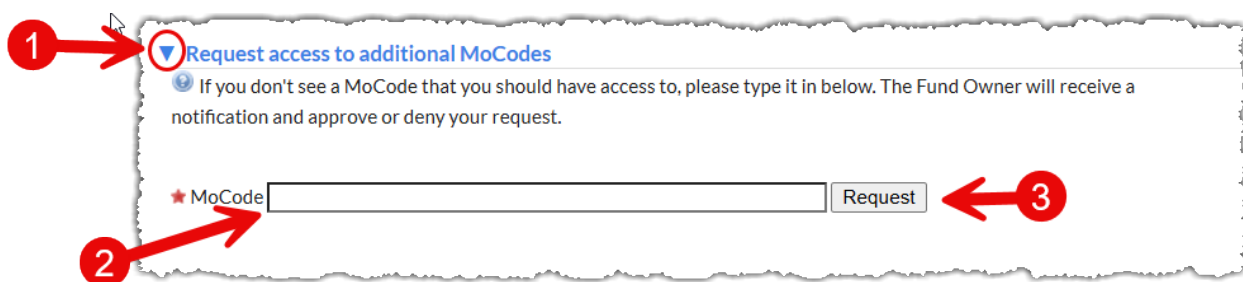 1
Request access to additional MoCodes
If you don't see a MoCode that you should have access to, please type it in below. The Fund Owner will receive a
notification and approve or deny your request.
MoCode Request 3
2